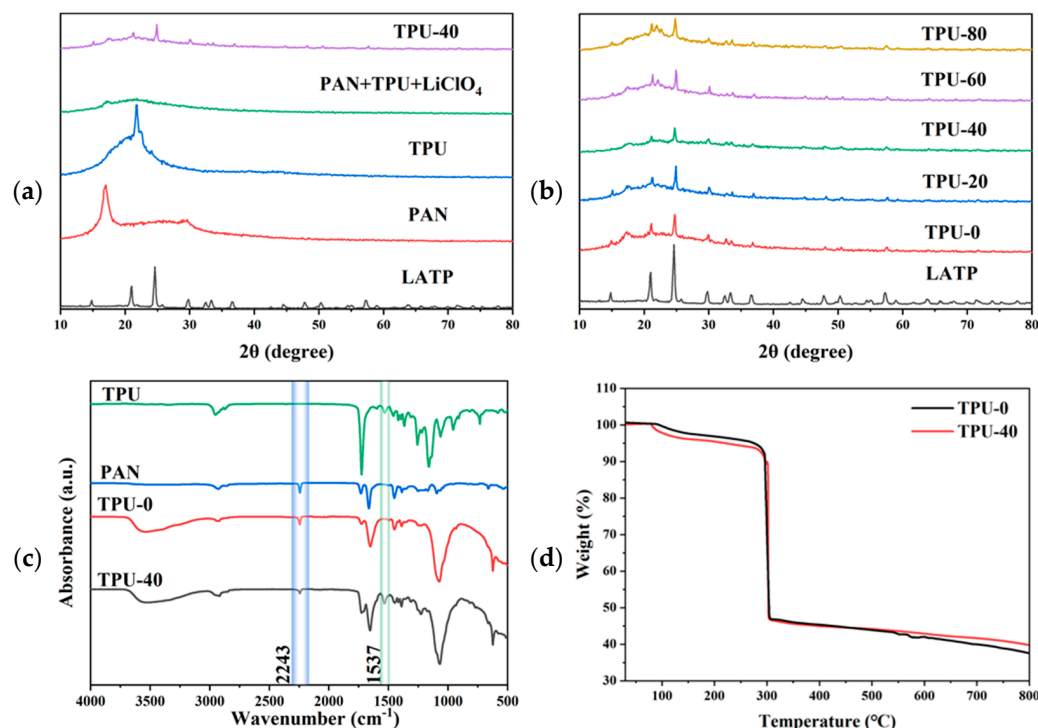 (a)
TPU-40
PAN+TPU+LiClO4
TPU
PAN
LATP
10 20 30 40 50 60 70 80
2θ (degree)
(b)
TPU-80
TPU-60
TPU-40
TPU-20
TPU-0
LATP
10 20 30 40 50 60 70 80
2θ (degree)
(c)
Absorbance (a.u.)
TPU
PAN
TPU-0
TPU-40
2243
1537
4000 3500 3000 2500 2000 1500 1000 500
Wavenumber (cm⁻¹)
(d)
Weight (%)
110
100
90
80
70
60
50
40
30
TPU-0
TPU-40
100 200 300 400 500 600 700 800
Temperature (°C)